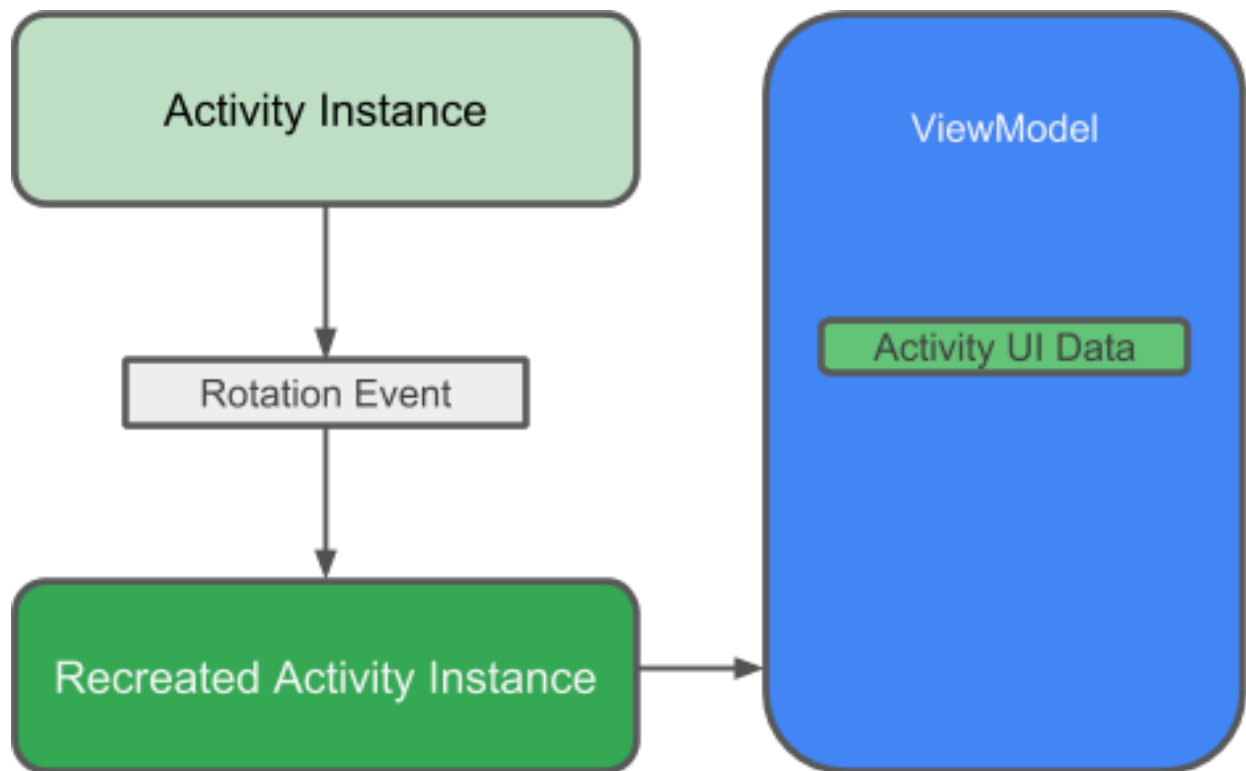 Activity Instance
ViewModel
Activity UI Data
Rotation Event
Recreated Activity Instance